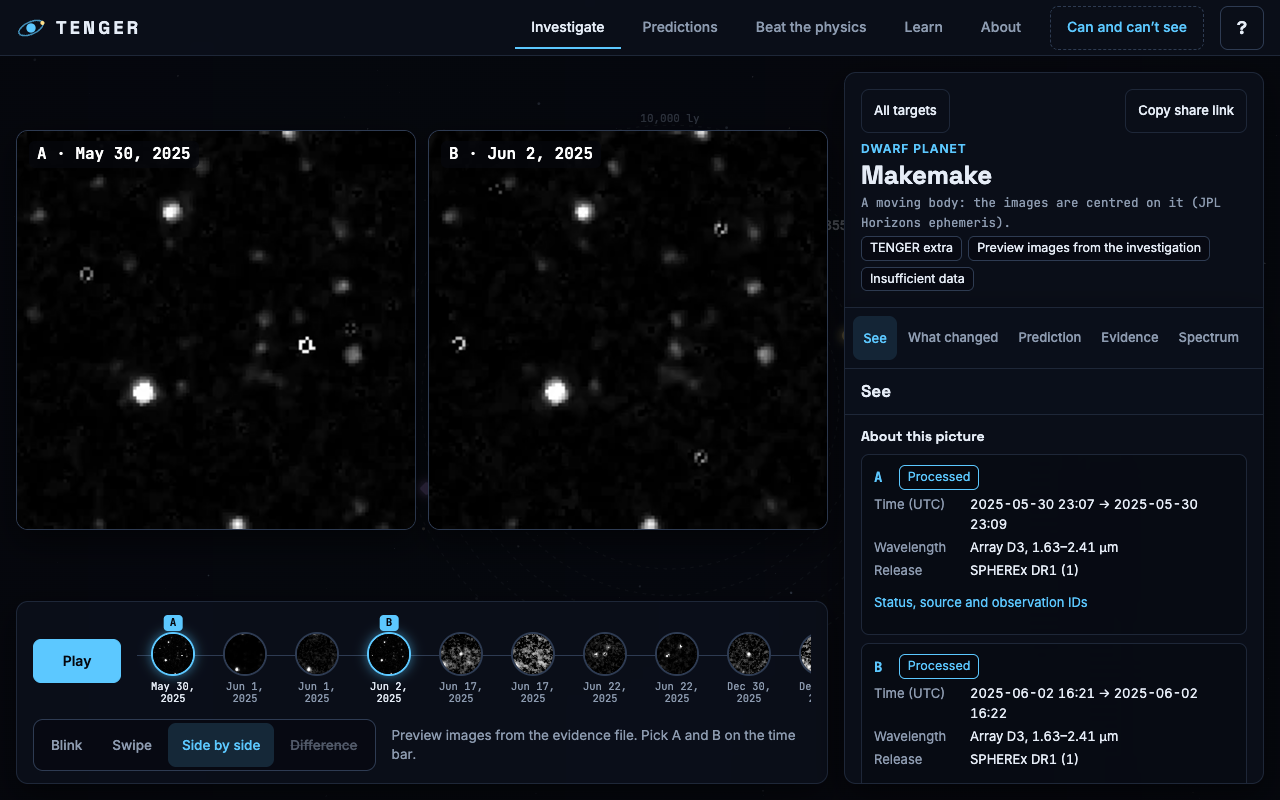 TENGER
Investigate
Predictions
Beat the physics
Learn
About
Can and can't see
?
10,000 ly
A · May 30, 2025
B · Jun 2, 2025
All targets
Copy share link
DWARF PLANET
Makemake
A moving body: the images are centred on it (JPL
Horizons ephemeris).
TENGER extra
Preview images from the investigation
Insufficient data
See
What changed
Prediction
Evidence
Spectrum
See
About this picture
A
Processed
Time (UTC)
2025-05-30 23:07 → 2025-05-30
23:09
Wavelength
Array D3, 1.63–2.41 µm
Release
SPHEREx DR1 (1)
Status, source and observation IDs
B
Processed
Time (UTC)
2025-06-02 16:21 → 2025-06-02
16:22
Wavelength
Array D3, 1.63–2.41 µm
Release
SPHEREx DR1 (1)
Play
A
B
May 30,
2025
Jun 1,
2025
Jun 1,
2025
Jun 2,
2025
Jun 17,
2025
Jun 17,
2025
Jun 22,
2025
Jun 22,
2025
Dec 30,
2025
Blink
Swipe
Side by side
Difference
Preview images from the evidence file. Pick A and B on the time
bar.